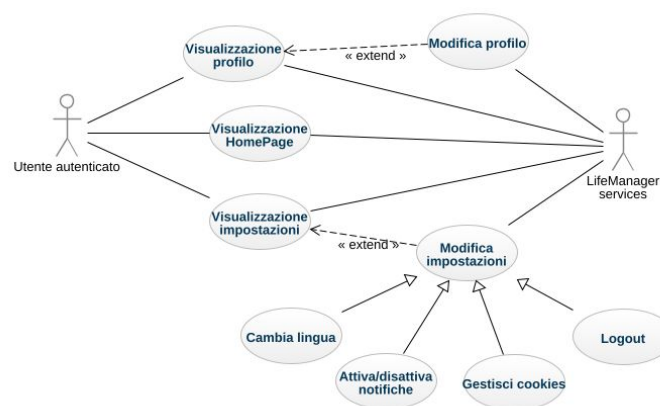 Visualizzazione
profilo
Modifica profilo
« extend »
Utente autenticato
Visualizzazione
HomePage
LifeManager
services
Visualizzazione
impostazioni
« extend »
Modifica
impostazioni
Cambia lingua
Attiva/disattiva
notifiche
Gestisci cookies
Logout